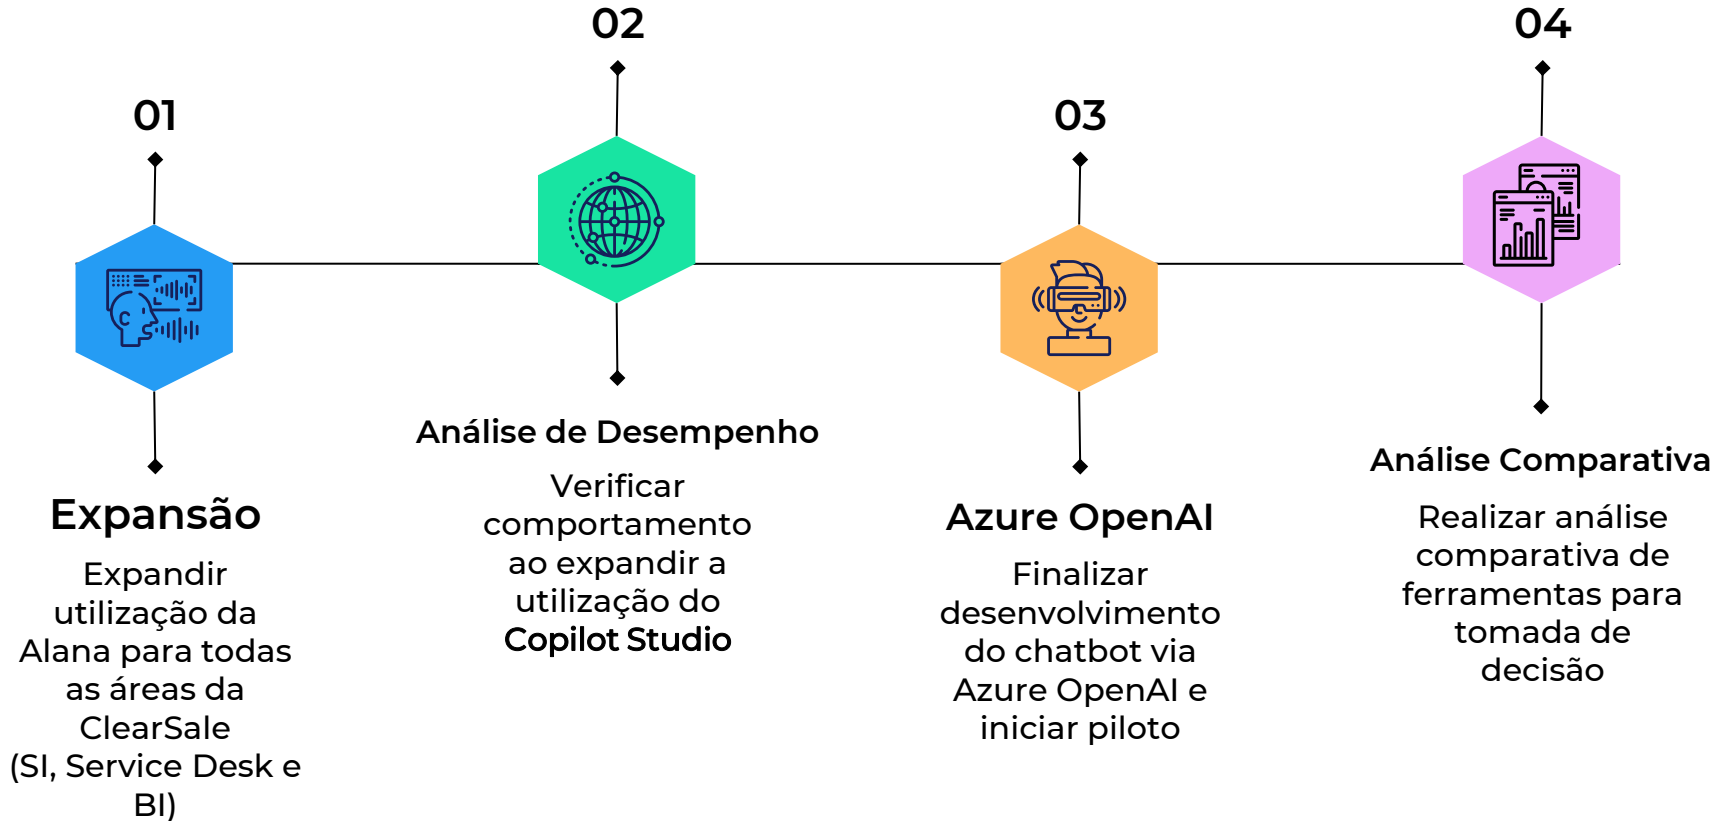 01
Expansão
Expandir
utilização da
Alana para todas
as áreas da
ClearSale
(SI, Service Desk e
BI)
02
Análise de Desempenho
Verificar
comportamento
ao expandir a
utilização do
Copilot Studio
03
Azure OpenAI
Finalizar
desenvolvimento
do chatbot via
Azure OpenAI e
iniciar piloto
04
Análise Comparativa
Realizar análise
comparativa de
ferramentas para
tomada de
decisão